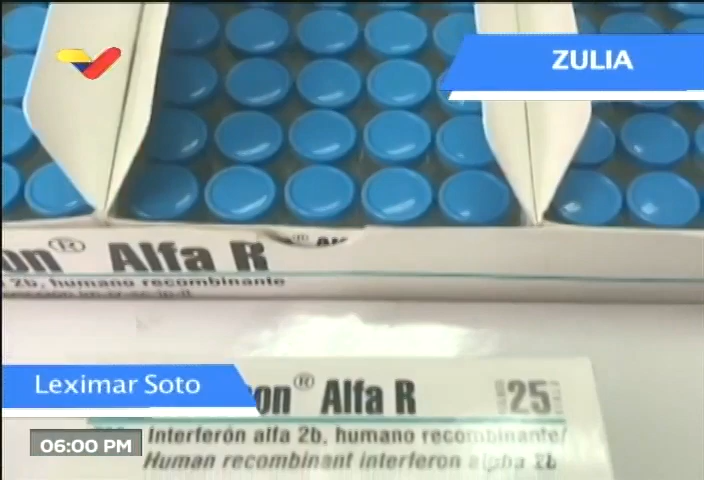 ZULIA
on® Alfa R
2b, humano recombinante
Leximar Soto
on® Alfa R
25
06:00 PM
Interferón alfa 2b, humano recombinante/
Human recombinant interferon alpha 2b